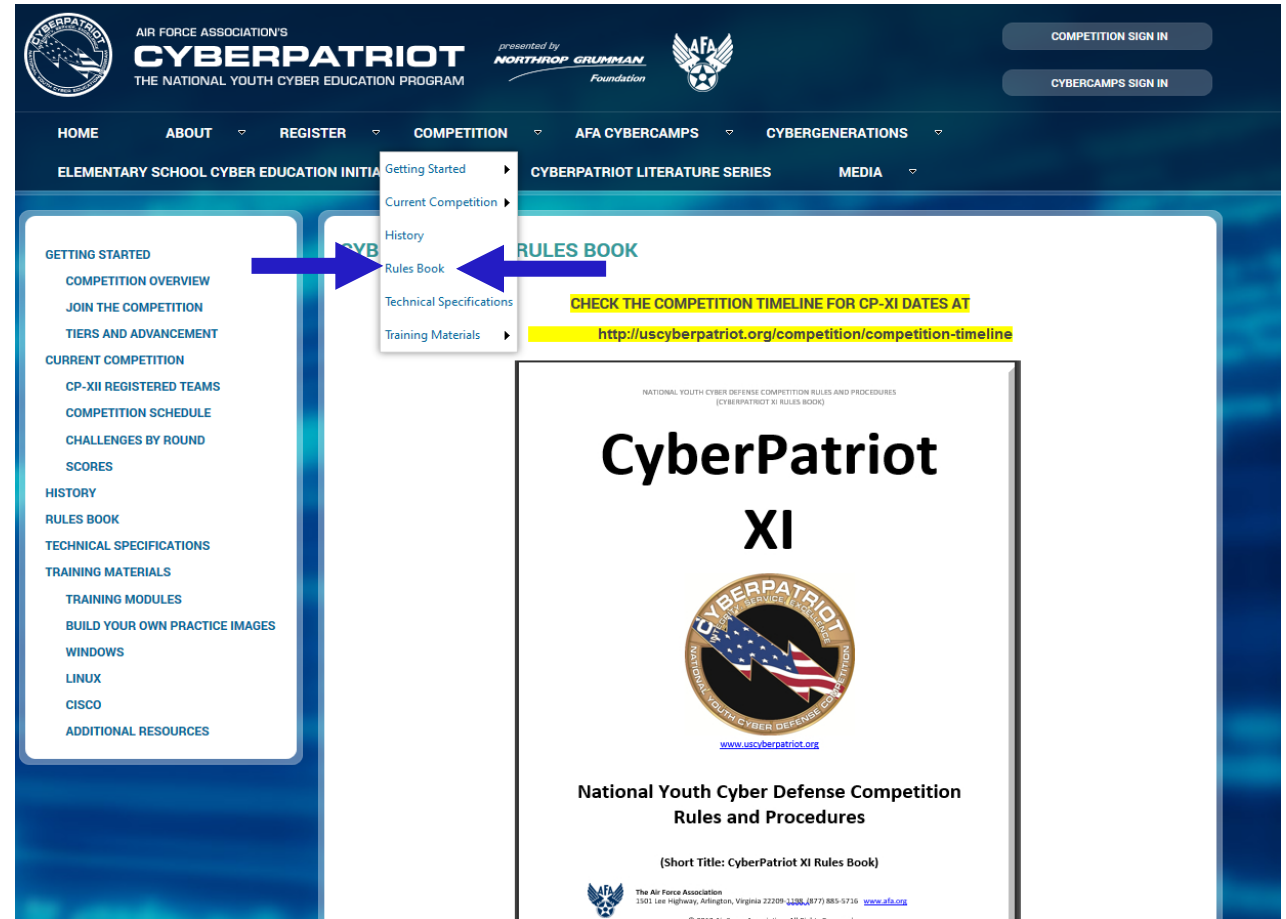 AIR FORCE ASSOCIATION'S
CYBERPATRIOT
THE NATIONAL YOUTH CYBER EDUCATION PROGRAM
presented by
NORTHROP GRUMMAN
Foundation
AFA
COMPETITION SIGN IN
CYBERCAMPS SIGN IN
HOME ABOUT REGISTER COMPETITION AFA CYBERCAMPS CYBERGENERATIONS
ELEMENTARY SCHOOL CYBER EDUCATION INITIA CYBERPATRIOT LITERATURE SERIES MEDIA
Getting Started
Current Competition
History
Rules Book
Technical Specifications
Training Materials
GETTING STARTED
COMPETITION OVERVIEW
JOIN THE COMPETITION
TIERS AND ADVANCEMENT
CURRENT COMPETITION
CP-XII REGISTERED TEAMS
COMPETITION SCHEDULE
CHALLENGES BY ROUND
SCORES
HISTORY
RULES BOOK
TECHNICAL SPECIFICATIONS
TRAINING MATERIALS
TRAINING MODULES
BUILD YOUR OWN PRACTICE IMAGES
WINDOWS
LINUX
CISCO
ADDITIONAL RESOURCES
CYB RULES BOOK
CHECK THE COMPETITION TIMELINE FOR CP-XI DATES AT
http://uscyberpatriot.org/competition/competition-timeline
NATIONAL YOUTH CYBER DEFENSE COMPETITION RULES AND PROCEDURES
(CYBERPATRIOT XI RULES BOOK)
CyberPatriot
XI
CYBERPATRIOT
INTEGRITY SERVICE EXCELLENCE
NATIONAL YOUTH CYBER DEFENSE COMPETITION
www.uscyberpatriot.org
National Youth Cyber Defense Competition
Rules and Procedures
(Short Title: CyberPatriot XI Rules Book)
AFA
The Air Force Association
1501 Lee Highway, Arlington, Virginia 22209-1198, (877) 885-5716 www.afa.org